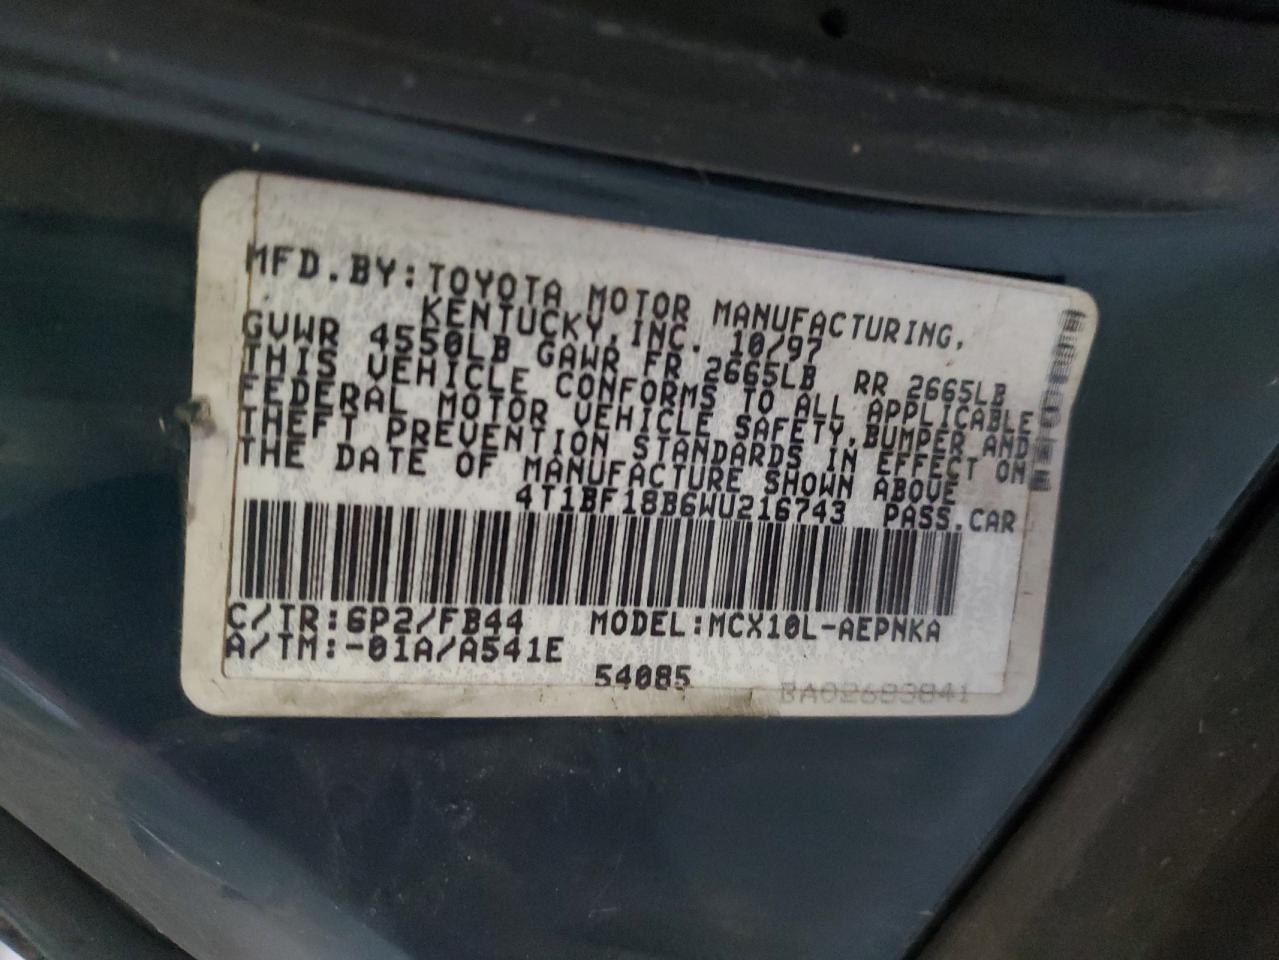 MFD.BY:TOYOTA MOTOR MANUFACTURING,
KENTUCKY,INC. 10/97
GVWR 4550LB GAWR FR 2665LB RR 2665LB
THIS VEHICLE CONFORMS TO ALL APPLICABLE
FEDERAL MOTOR VEHICLE SAFETY,BUMPER AND
THEFT PREVENTION STANDARDS IN EFFECT ON
THE DATE OF MANUFACTURE SHOWN ABOVE
4T1BF18B6WU216743 PASS.CAR
C/TR:6P2/FB44 MODEL:MCX10L-AEPNKA
A/TM:-01A/A541E
54085
BA02683841